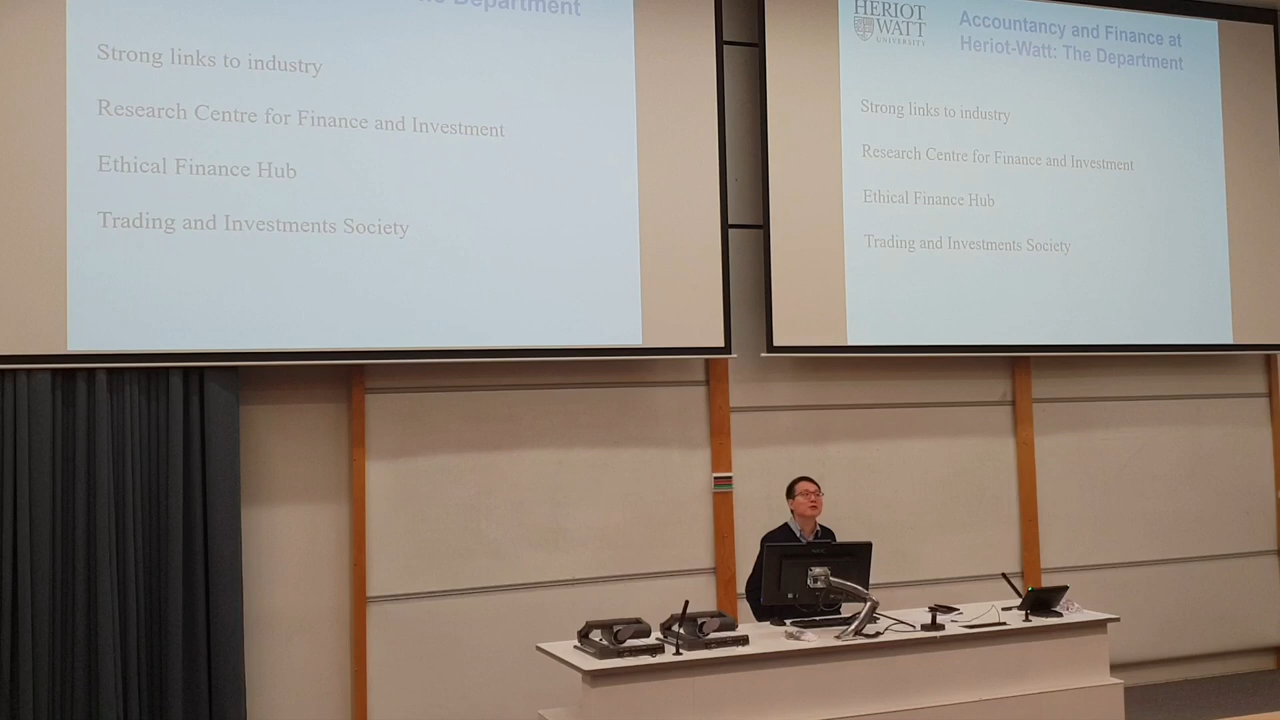 The Department
Strong links to industry
Research Centre for Finance and Investment
Ethical Finance Hub
Trading and Investments Society
HERIOT
WATT
UNIVERSITY
Accountancy and Finance at
Heriot-Watt: The Department
Strong links to industry
Research Centre for Finance and Investment
Ethical Finance Hub
Trading and Investments Society